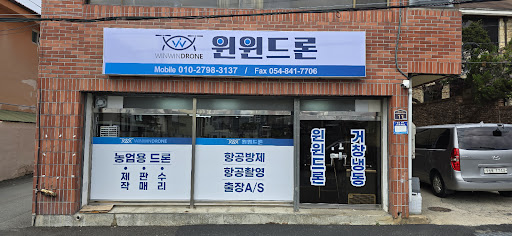 WINWINDRONE
윈윈드론
Mobile 010-2798-3137 / Fax 054-841-7706
WINWINDRONE
윈윈드론
농업용 드론
제 판 수
작 매 리
항공방제
항공촬영
출장A/S
윈윈드론
거창냉동